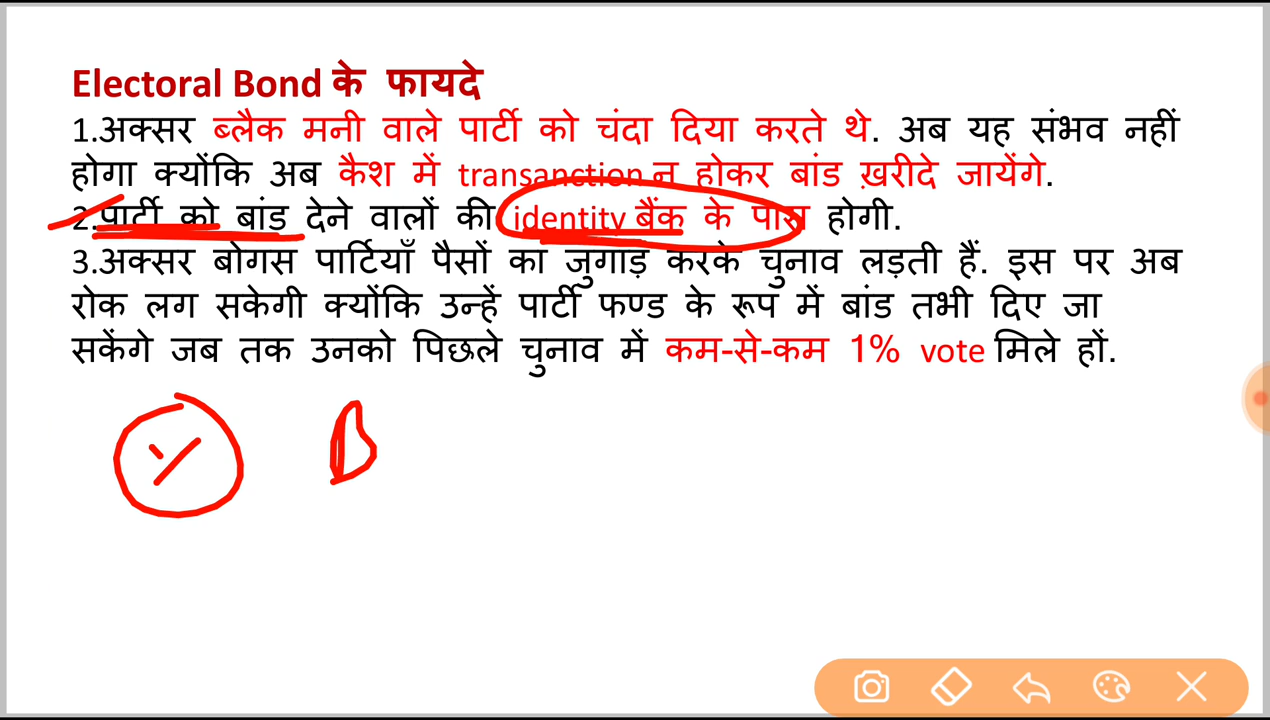 Electoral Bond के फायदे
1.अक्सर ब्लैक मनी वाले पार्टी को चंदा दिया करते थे. अब यह संभव नहीं
होगा क्योंकि अब कैश में transanction न होकर बांड ख़रीदे जायेंगे.
2.पार्टी को बांड देने वालों की identity बैंक के पास होगी.
3.अक्सर बोगस पार्टियाँ पैसों का जुगाड़ करके चुनाव लड़ती हैं. इस पर अब
रोक लग सकेगी क्योंकि उन्हें पार्टी फण्ड के रूप में बांड तभी दिए जा
सकेंगे जब तक उनको पिछले चुनाव में कम-से-कम 1% vote मिले हों.